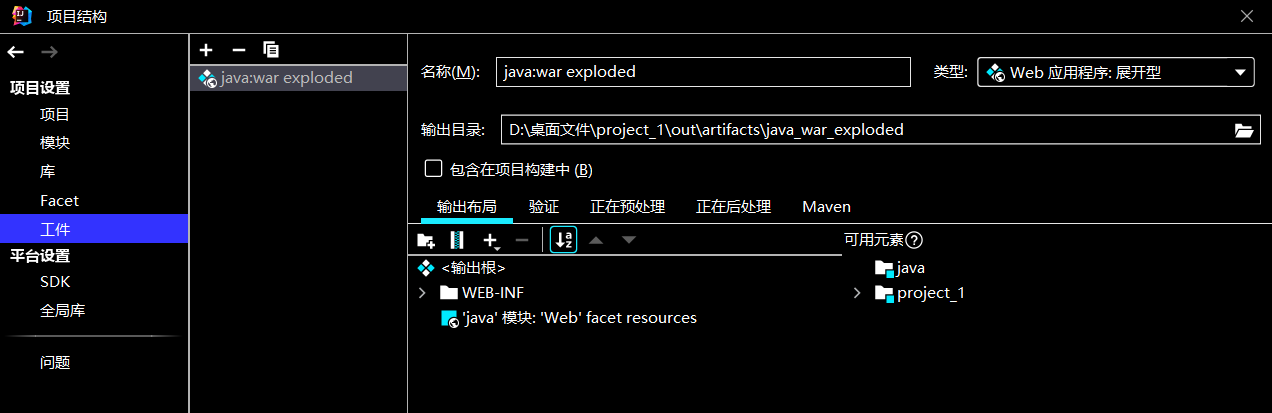 项目结构
项目设置
项目
模块
库
Facet
工件
平台设置
SDK
全局库
问题
java:war exploded
名称(M): java:war exploded 类型: Web 应用程序: 展开型
输出目录: D:\桌面文件\project_1\out\artifacts\java_war_exploded
包含在项目构建中 (B)
输出布局 验证 正在预处理 正在后处理 Maven
可用元素
<输出根> java
WEB-INF project_1
'java' 模块: 'Web' facet resources